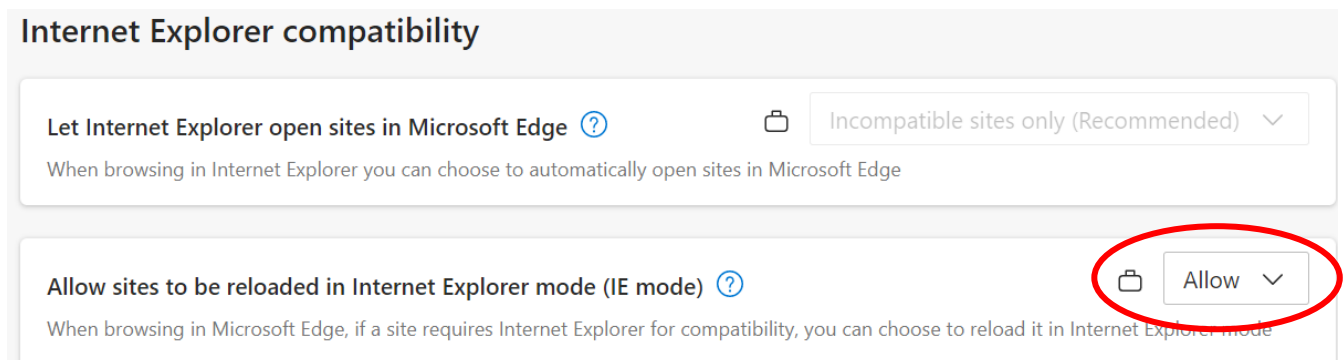 Internet Explorer compatibility
Let Internet Explorer open sites in Microsoft Edge ?
Incompatible sites only (Recommended)
When browsing in Internet Explorer you can choose to automatically open sites in Microsoft Edge
Allow sites to be reloaded in Internet Explorer mode (IE mode) ?
Allow
When browsing in Microsoft Edge, if a site requires Internet Explorer for compatibility, you can choose to reload it in Internet Explorer mode